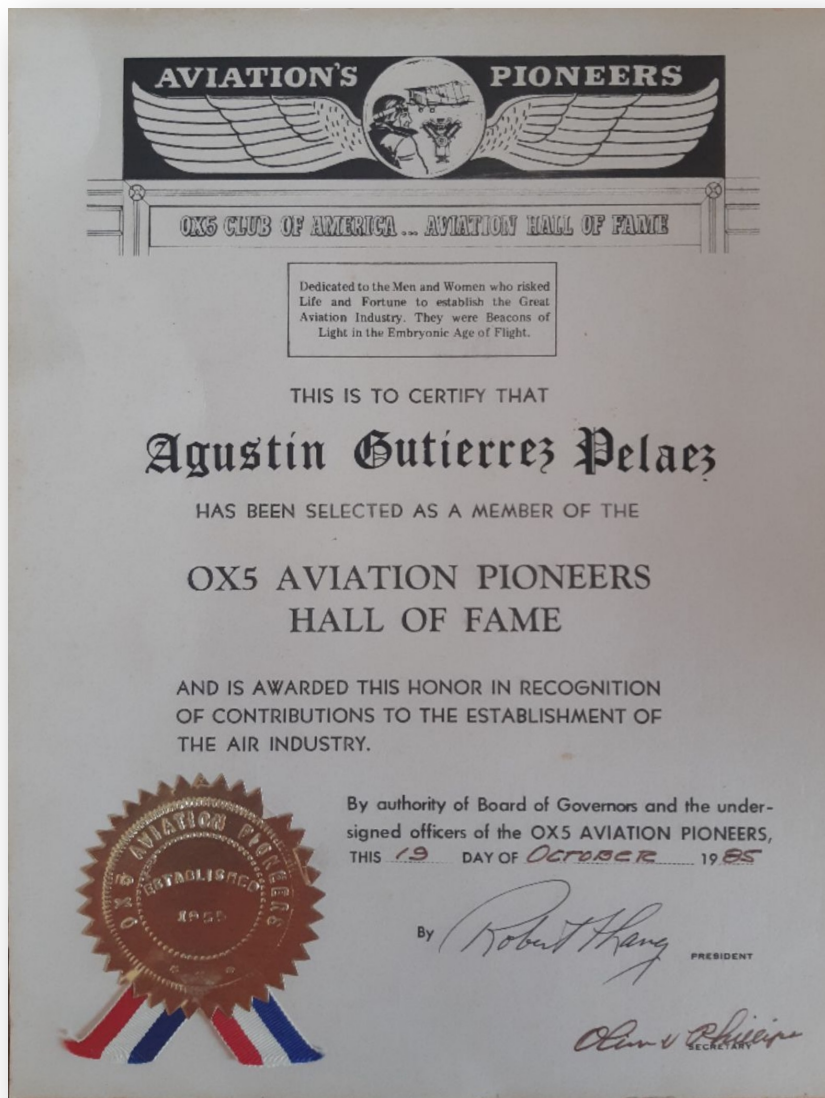 AVIATION'S PIONEERS
OX5 CLUB OF AMERICA ... AVIATION HALL OF FAME
Dedicated to the Men and Women who risked
Life and Fortune to establish the Great
Aviation Industry. They were Beacons of
Light in the Embryonic Age of Flight.
THIS IS TO CERTIFY THAT
Agustin Gutierrez Pelaez
HAS BEEN SELECTED AS A MEMBER OF THE
OX5 AVIATION PIONEERS
HALL OF FAME
AND IS AWARDED THIS HONOR IN RECOGNITION
OF CONTRIBUTIONS TO THE ESTABLISHMENT OF
THE AIR INDUSTRY.
By authority of Board of Governors and the under-
signed officers of the OX5 AVIATION PIONEERS,
THIS 19 DAY OF OCTOBER 1985
OX5 AVIATION PIONEERS
ESTABLISHED
1955
By Robert
PRESIDENT
Phillips
SECRETARY